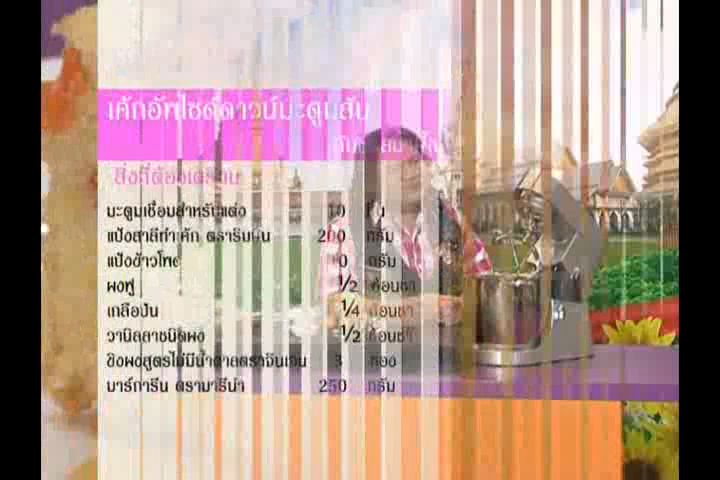 เค้กอัพไซด์ดาวน์มะตูมสับ
สิ่งที่ต้องเตรียม
มะตูมเชื่อมสำหรับแต่ง 10 ชิ้น
แป้งสาลีทำเค้ก ตราริมพิน 200 กรัม
แป้งข้าวโพด กรัม
ผงฟู 1/2 ช้อนชา
เกลือป่น 1/4 ช้อนชา
วานิลลาชนิดผง 1/2 ช้อนชา
ขิงผงสูตรไม่มีน้ำตาลตราจินเจน 3 ซอง
มาร์การีน ตรามารีน่า 250 กรัม